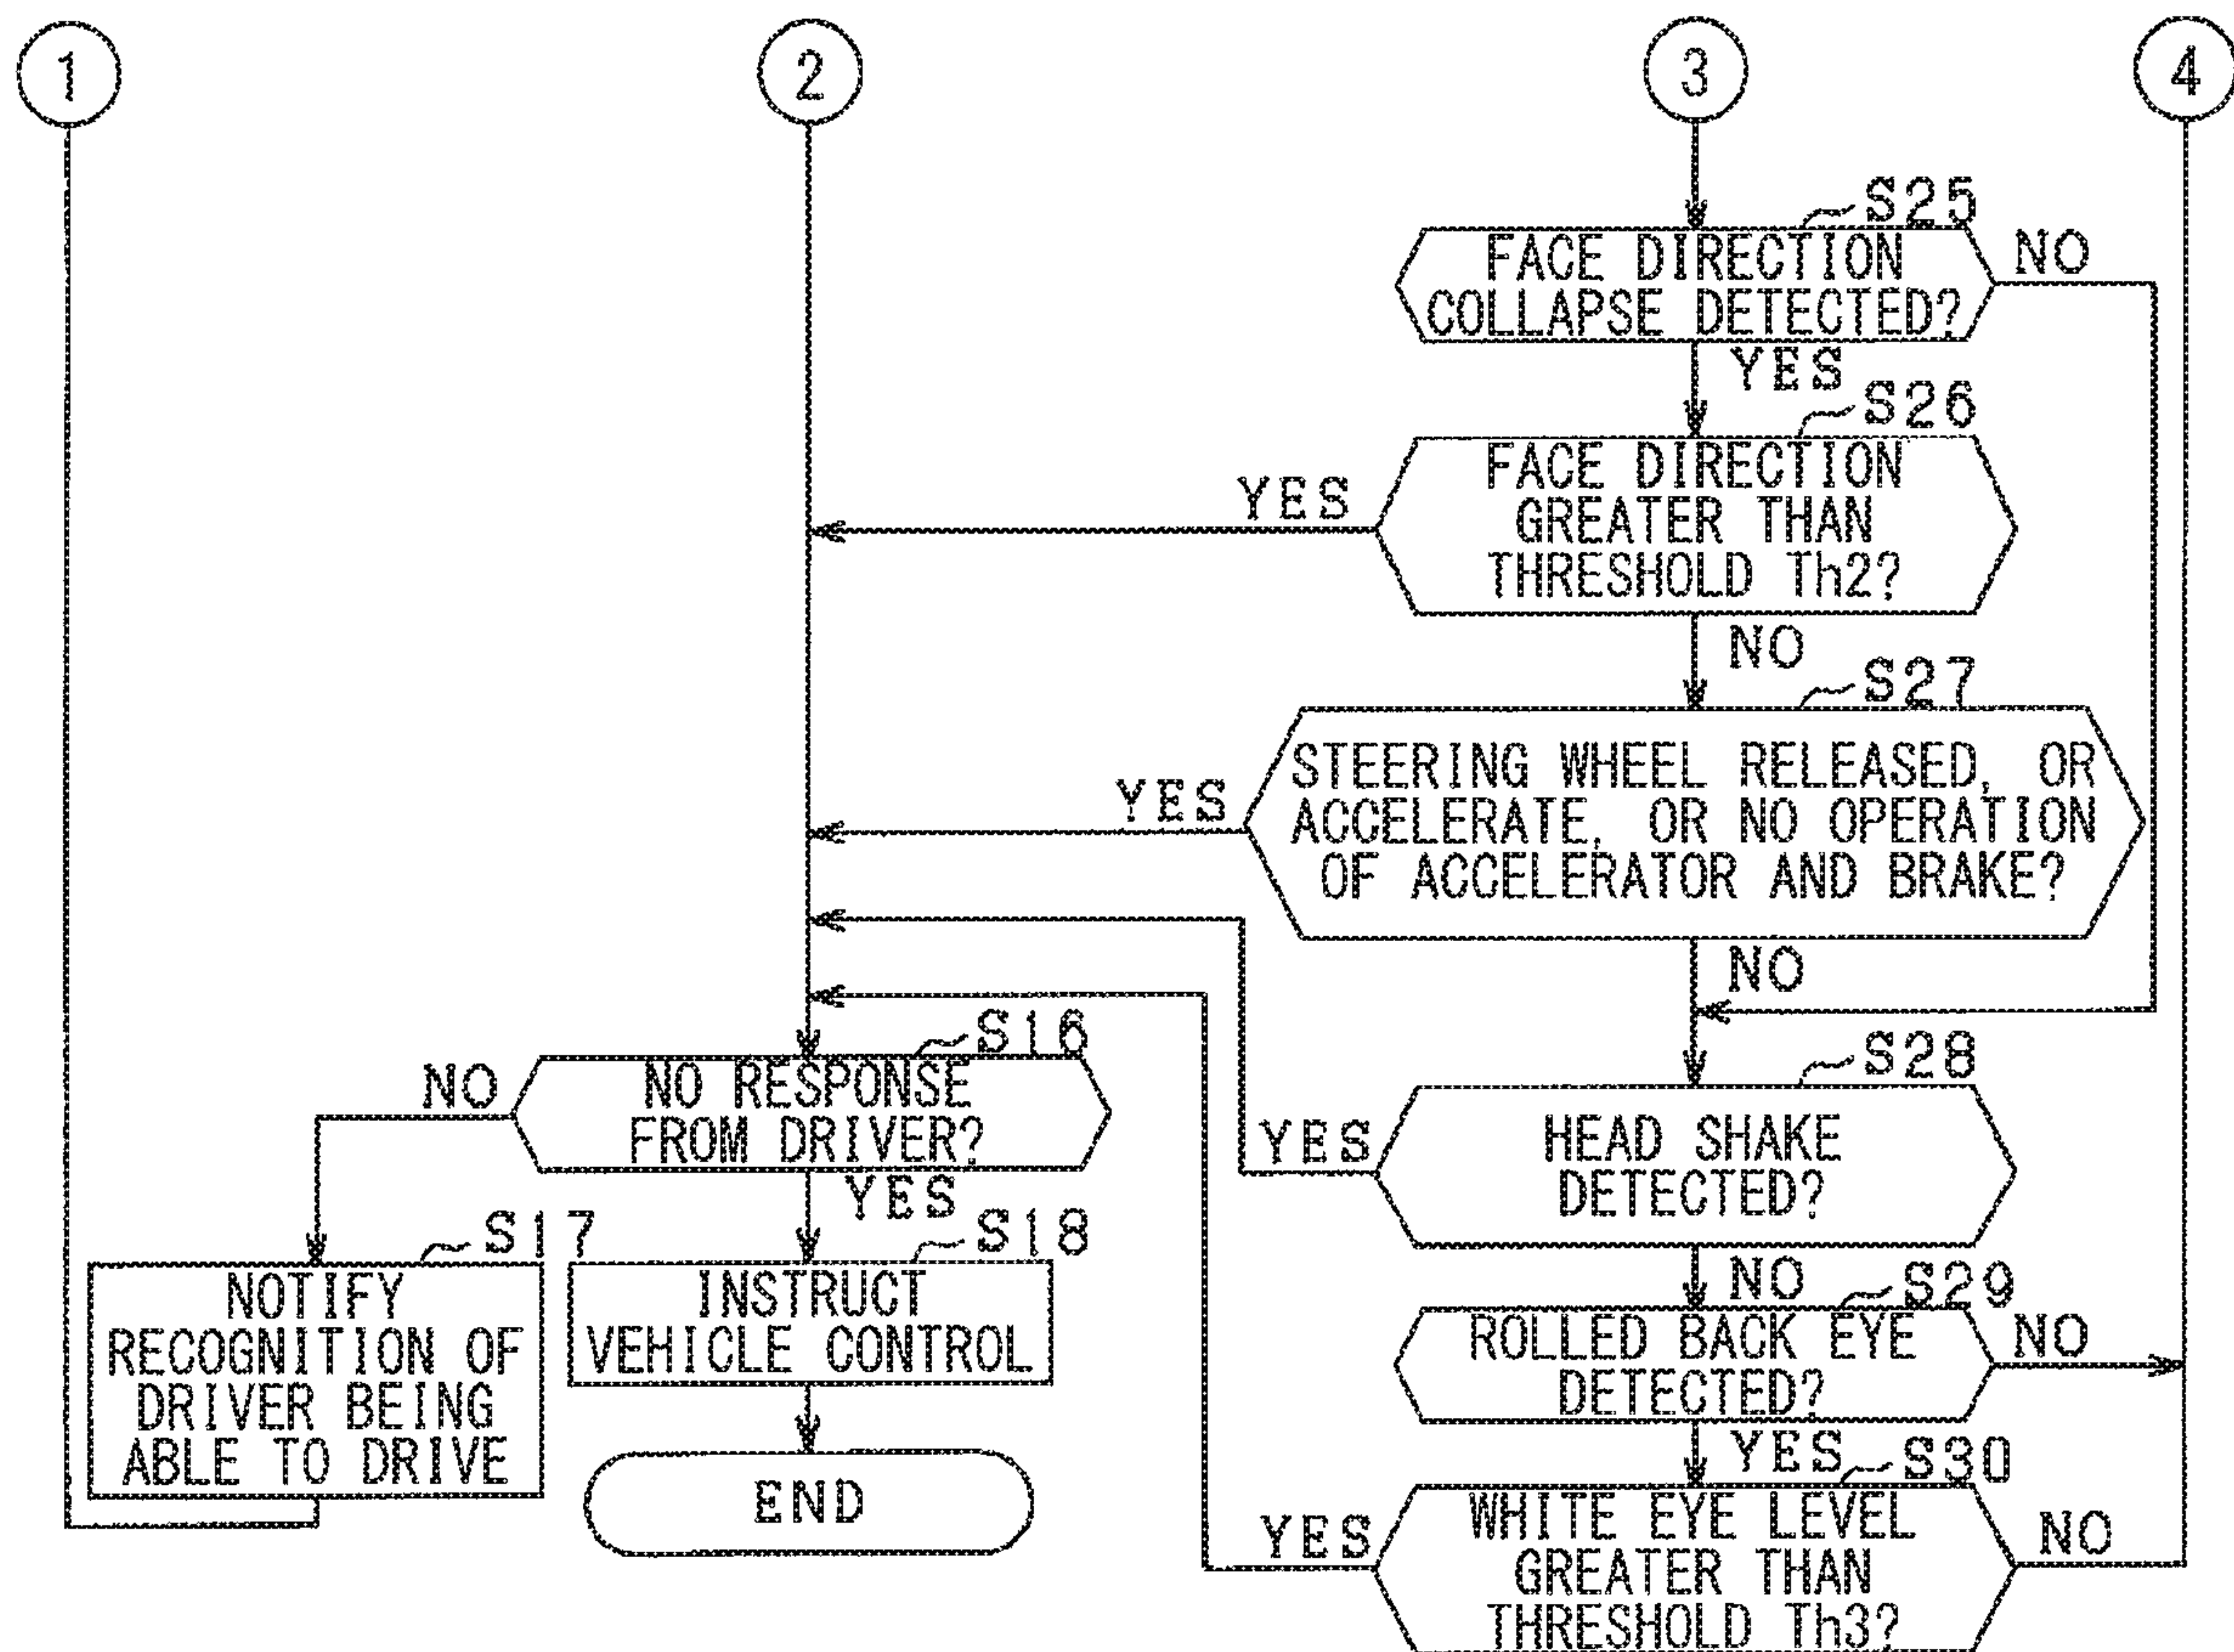 1
2
3
4
S25
FACE DIRECTION
COLLAPSE DETECTED?
NO
YES
S26
FACE DIRECTION
GREATER THAN
THRESHOLD Th2?
YES
NO
S27
STEERING WHEEL RELEASED, OR
ACCELERATE, OR NO OPERATION
OF ACCELERATOR AND BRAKE?
YES
NO
S28
HEAD SHAKE
DETECTED?
YES
NO
S29
ROLLED BACK EYE
DETECTED?
NO
YES
S30
WHITE EYE LEVEL
GREATER THAN
THRESHOLD Th3?
YES
NO
S16
NO RESPONSE
FROM DRIVER?
NO
YES
S17
NOTIFY
RECOGNITION OF
DRIVER BEING
ABLE TO DRIVE
S18
INSTRUCT
VEHICLE CONTROL
END